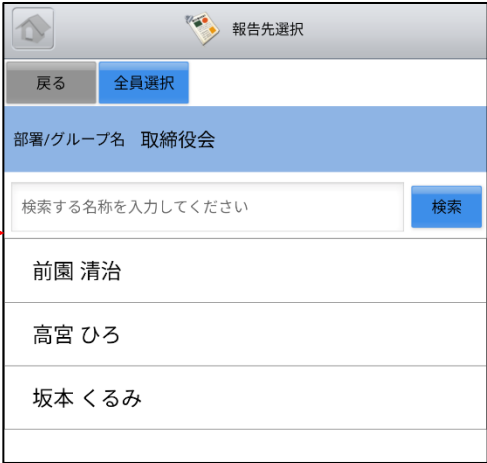 報告先選択
戻る 全員選択
部署/グループ名 取締役会
検索する名称を入力してください 検索
前園 清治
高宮 ひろ
坂本 くるみ